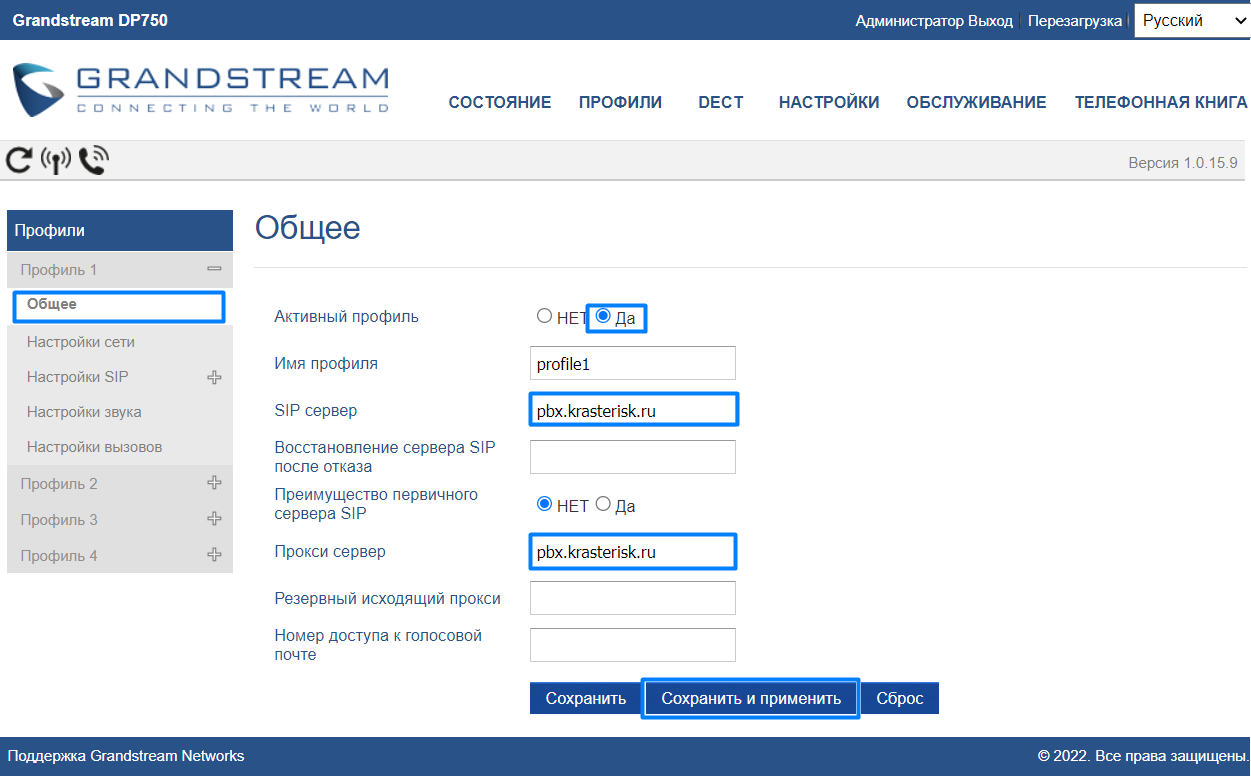 Grandstream DP750
Администратор Выход
Перезагрузка
Русский
GRANDSTREAM
CONNECTING THE WORLD
СОСТОЯНИЕ ПРОФИЛИ DECT НАСТРОЙКИ ОБСЛУЖИВАНИЕ ТЕЛЕФОННАЯ КНИГА
Версия 1.0.15.9
Профили
Профиль 1
Общее
Настройки сети
Настройки SIP
Настройки звука
Настройки вызовов
Профиль 2
Профиль 3
Профиль 4
Общее
Активный профиль НЕТ Да
Имя профиля profile1
SIP сервер pbx.krasterisk.ru
Восстановление сервера SIP
после отказа
Преимущество первичного
сервера SIP НЕТ Да
Прокси сервер pbx.krasterisk.ru
Резервный исходящий прокси
Номер доступа к голосовой
почте
Сохранить Сохранить и применить Сброс
Поддержка Grandstream Networks
© 2022. Все права защищены.